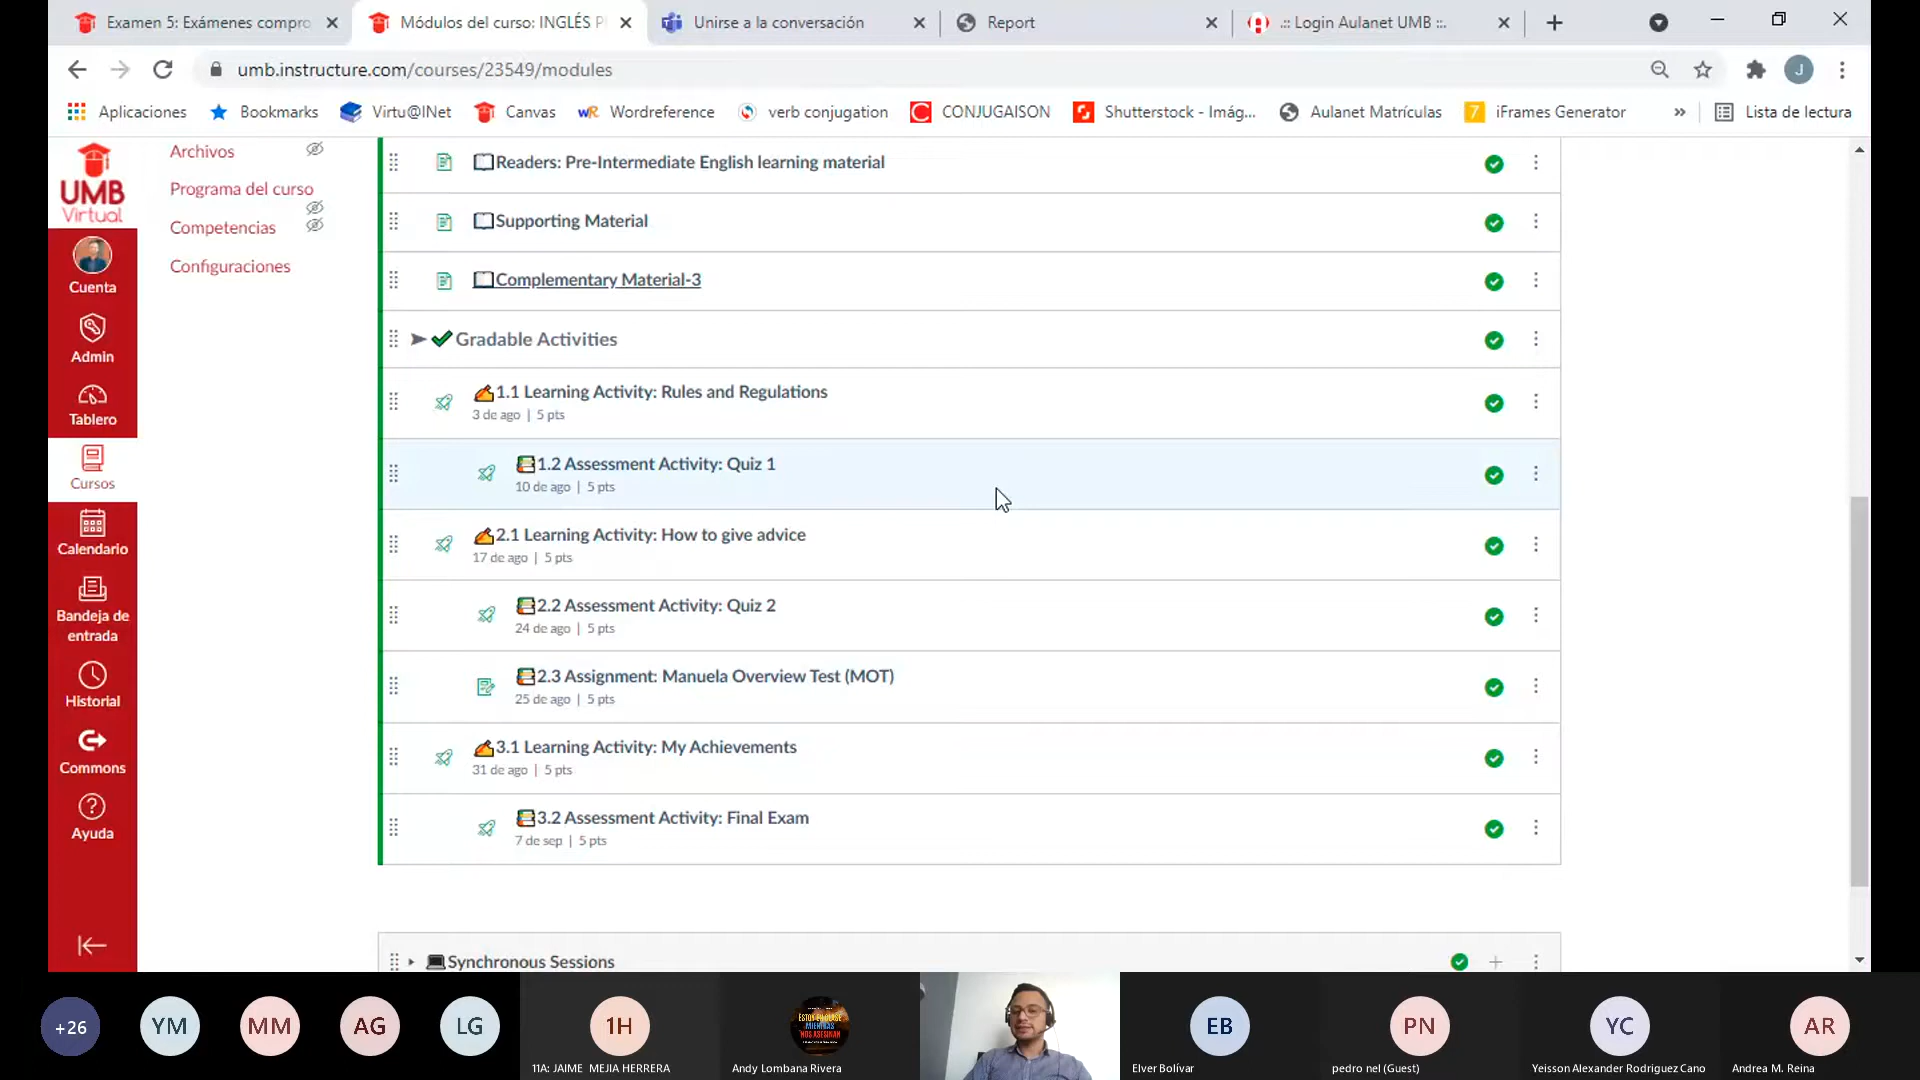 Examen 5: Exámenes compro
Módulos del curso: INGLÉS P
Unirse a la conversación
Report
.:: Login Aulanet UMB ::.
umb.instructure.com/courses/23549/modules
J
Aplicaciones
Bookmarks
Virtu@lNet
Canvas
wR Wordreference
verb conjugation
CONJUGAISON
Shutterstock - Imág...
Aulanet Matrículas
7 iFrames Generator
»
Lista de lectura
UMB
Virtual
Cuenta
Admin
Tablero
Cursos
Calendario
Bandeja de
entrada
Historial
Commons
Ayuda
Archivos
Programa del curso
Competencias
Configuraciones
Readers: Pre-Intermediate English learning material
Supporting Material
Complementary Material-3
Gradable Activities
1.1 Learning Activity: Rules and Regulations
3 de ago | 5 pts
1.2 Assessment Activity: Quiz 1
10 de ago | 5 pts
2.1 Learning Activity: How to give advice
17 de ago | 5 pts
2.2 Assessment Activity: Quiz 2
24 de ago | 5 pts
2.3 Assignment: Manuela Overview Test (MOT)
25 de ago | 5 pts
3.1 Learning Activity: My Achievements
31 de ago | 5 pts
3.2 Assessment Activity: Final Exam
7 de sep | 5 pts
Synchronous Sessions
+26
YM
MM
AG
LG
1H
11A: JAIME MEJIA HERRERA
ESTOY EN CLASE
MIENTRAS
NOS ASESINAN
Andy Lombana Rivera
EB
Elver Bolívar
PN
pedro nel (Guest)
YC
Yeisson Alexander Rodriguez Cano
AR
Andrea M. Reina